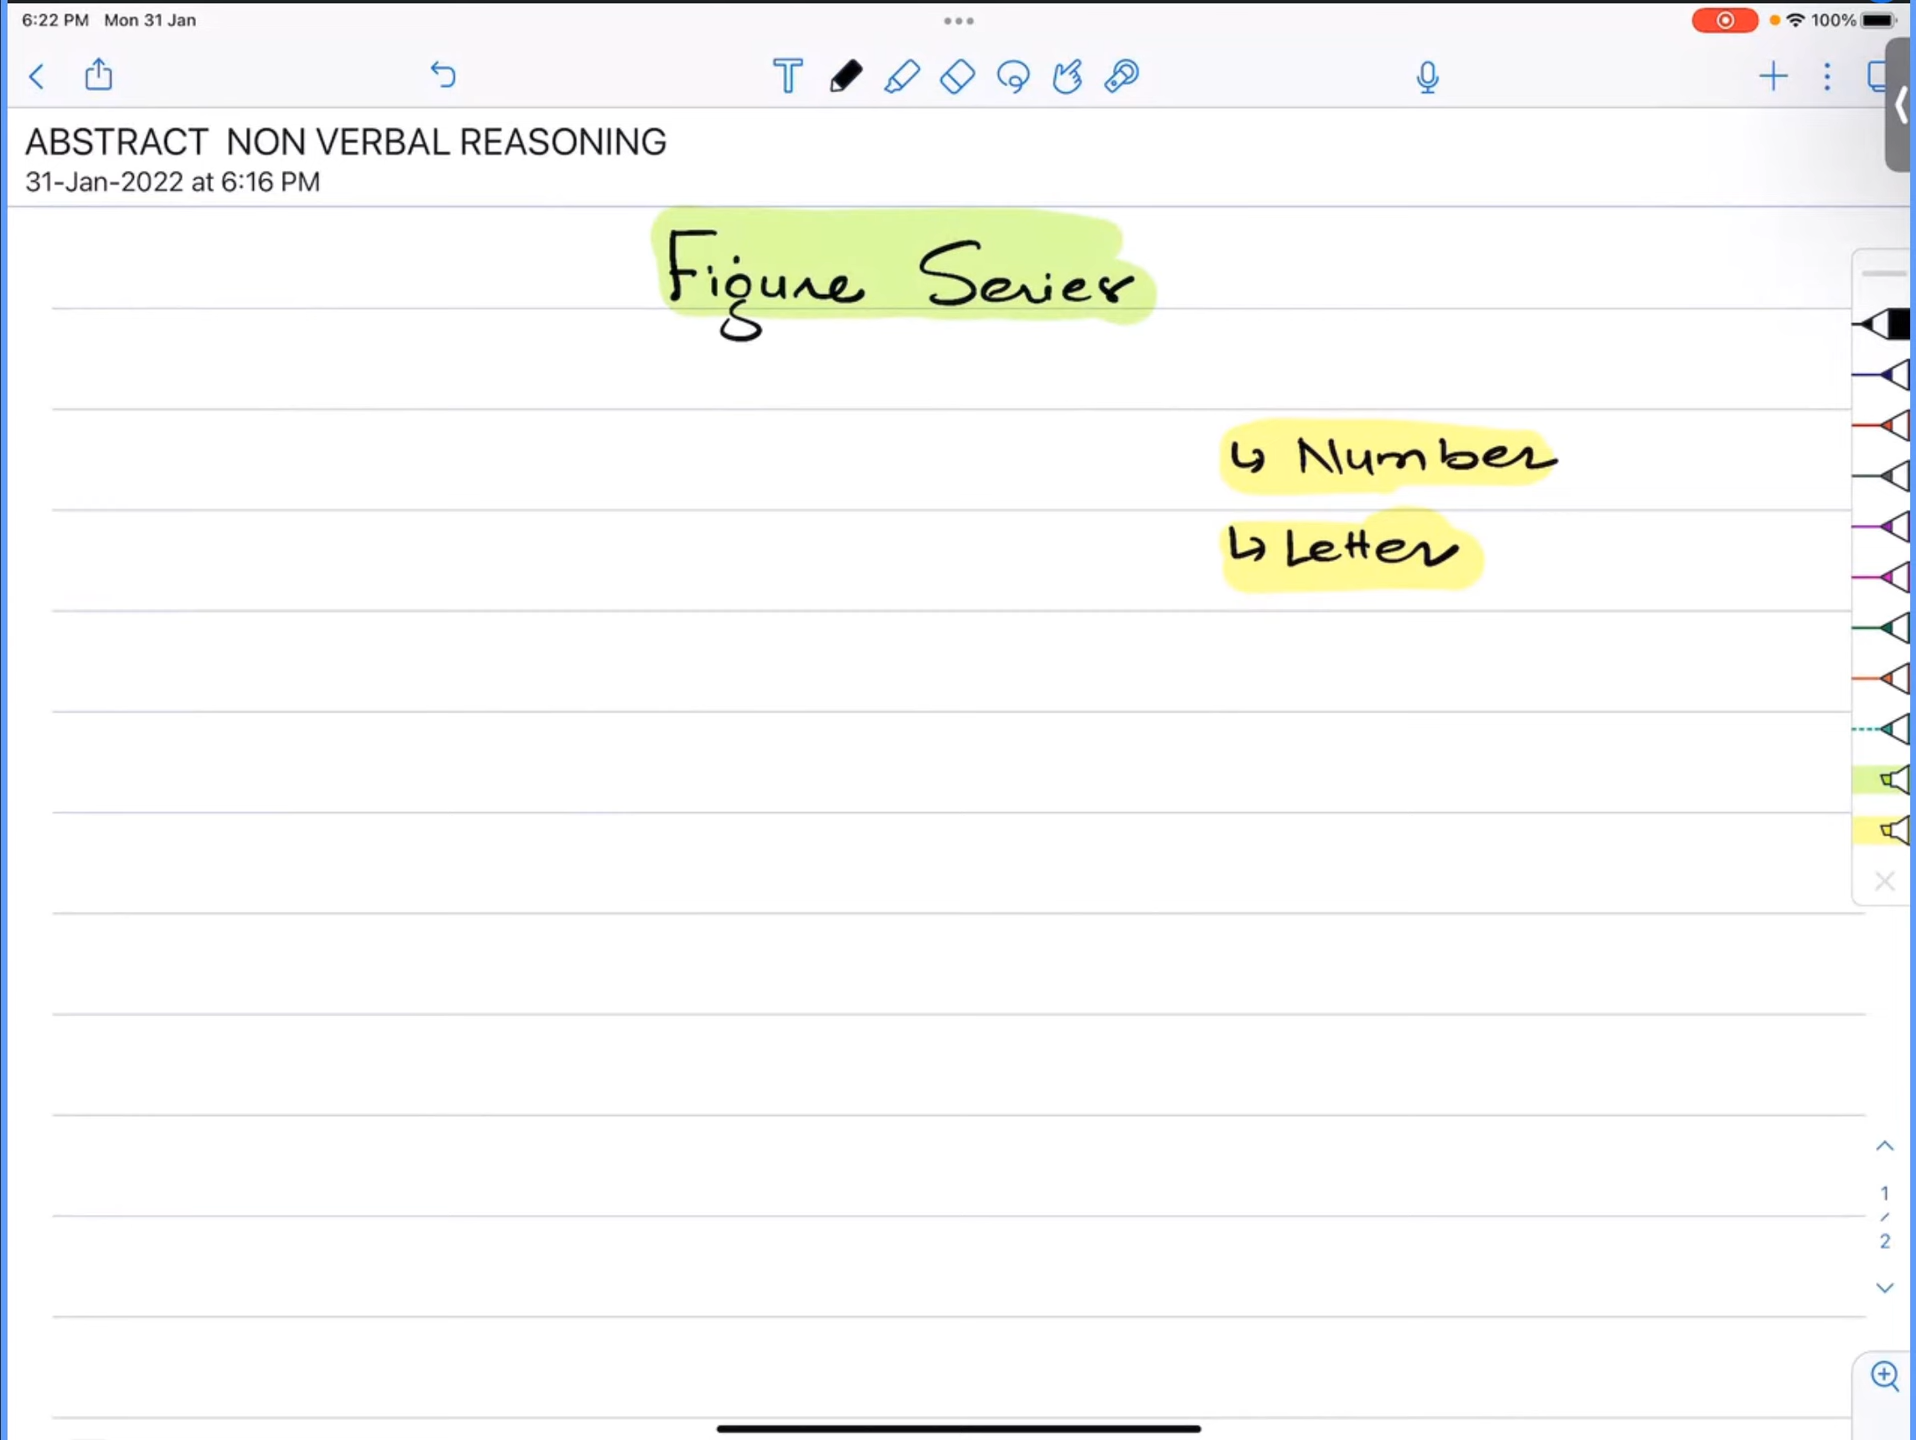 6:22 PM Mon 31 Jan
100%
ABSTRACT NON VERBAL REASONING
31-Jan-2022 at 6:16 PM
Figure Series
↳ Number
↳ Letter
1
/
2